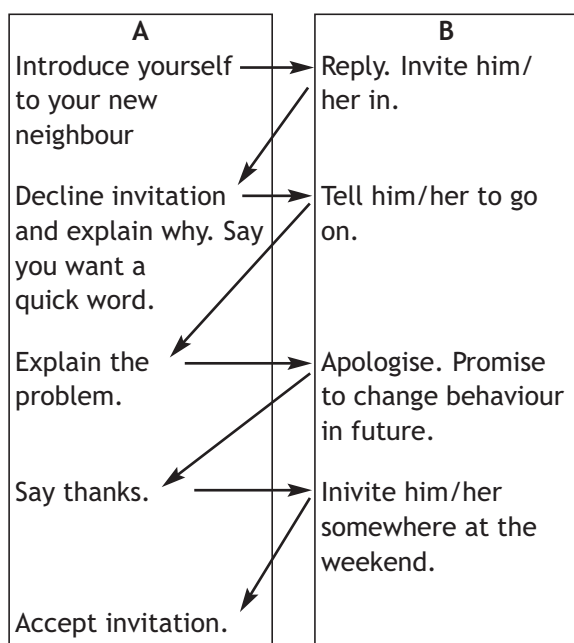 A
Introduce yourself
to your new
neighbour
B
Reply. Invite him/
her in.
Decline invitation
and explain why. Say
you want a
quick word.
Tell him/her to go
on.
Explain the
problem.
Apologise. Promise
to change behaviour
in future.
Say thanks.
Inivite him/her
somewhere at the
weekend.
Accept invitation.